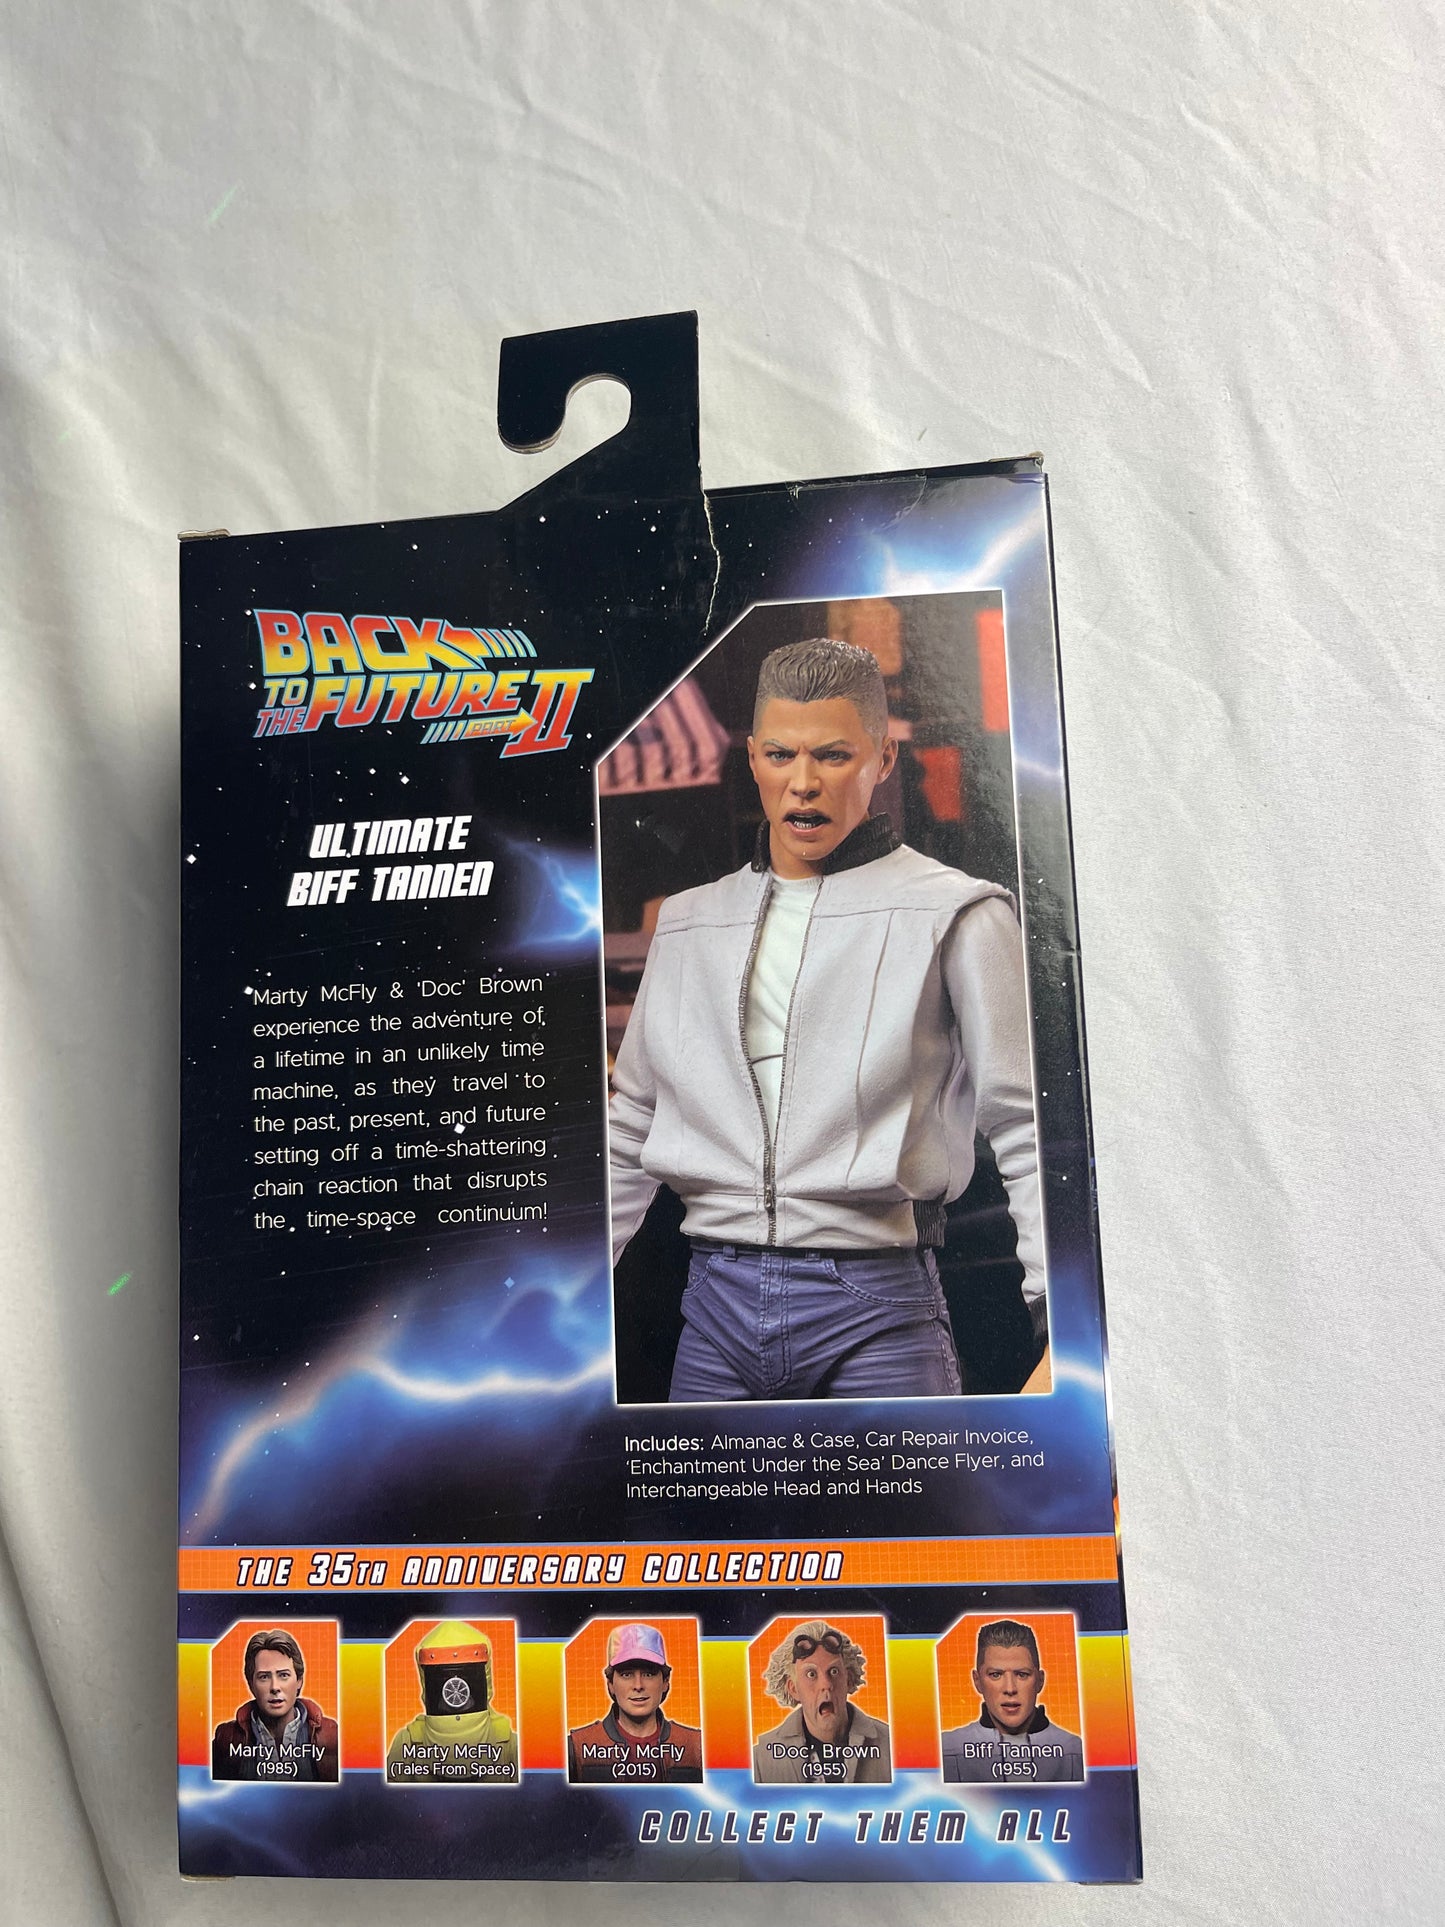 BACK
TO THE FUTURE
PART II
ULTIMATE
BIFF TANNEN
Marty McFly & 'Doc' Brown
experience the adventure of
a lifetime in an unlikely time
machine, as they travel to
the past, present, and future
setting off a time-shattering
chain reaction that disrupts
the time-space continuum!
Includes: Almanac & Case, Car Repair Invoice,
'Enchantment Under the Sea' Dance Flyer, and
Interchangeable Head and Hands
THE 35TH ANNIVERSARY COLLECTION
Marty McFly
(1985)
Marty McFly
(Tales From Space)
Marty McFly
(2015)
'Doc' Brown
(1955)
Biff Tannen
(1955)
COLLECT THEM ALL